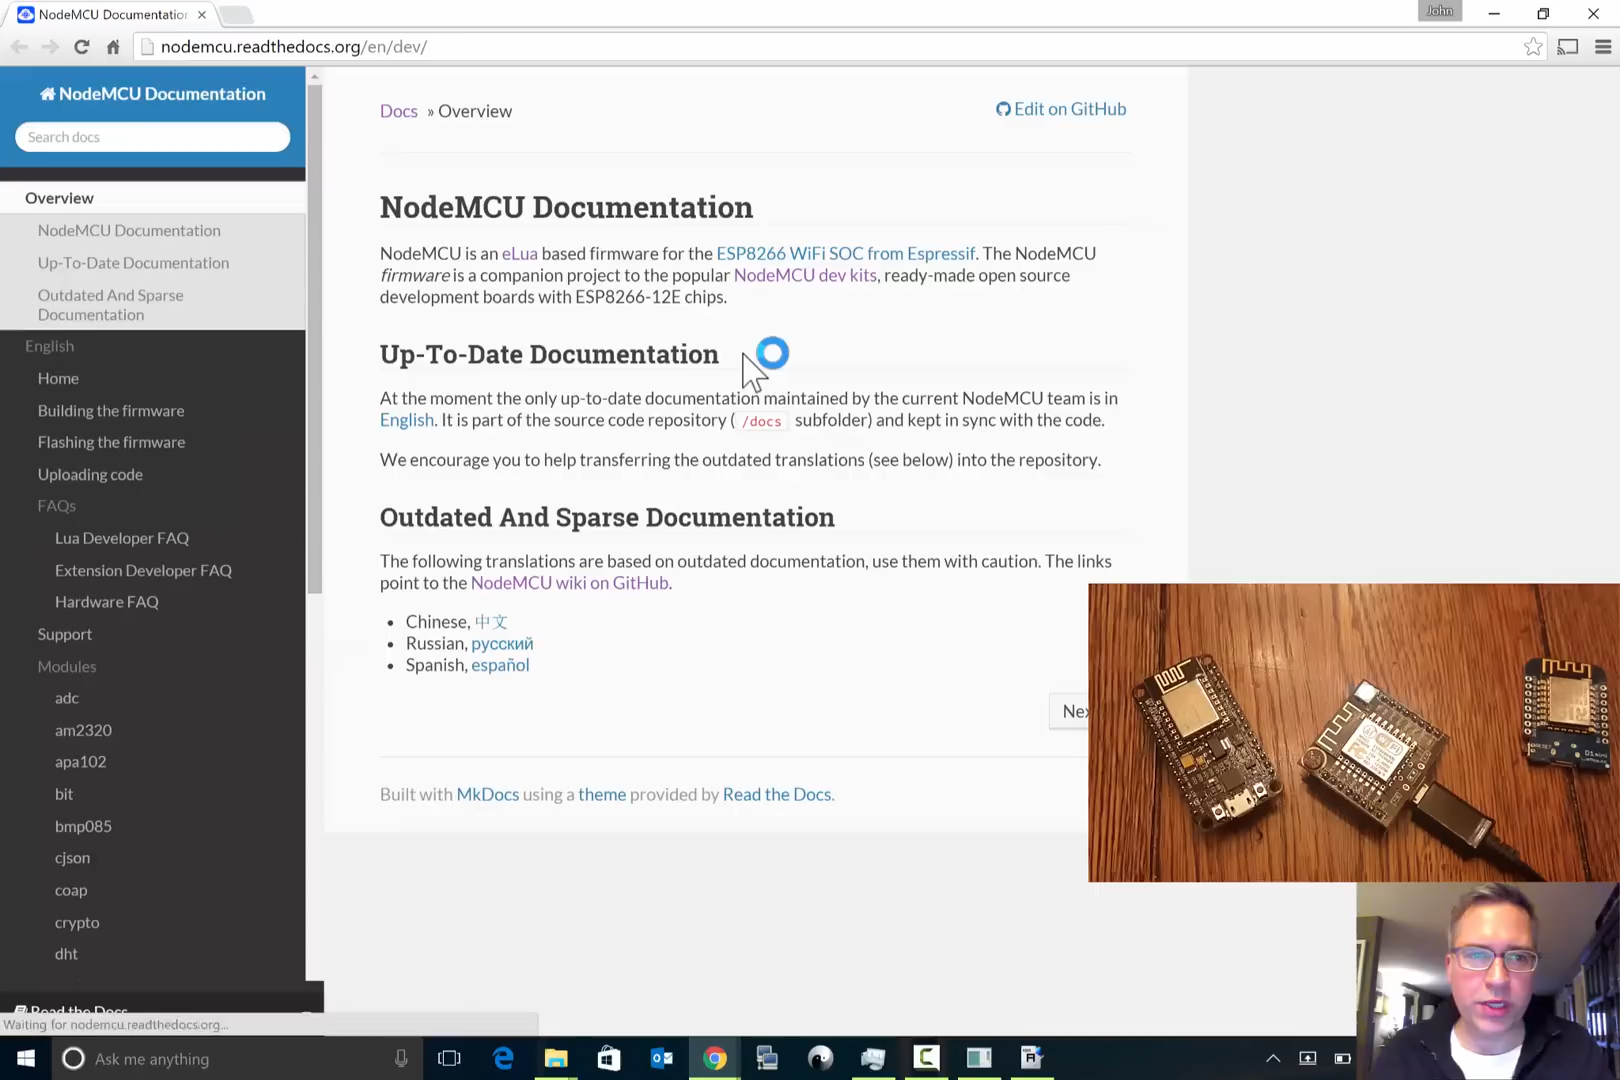 NodeMCU Documentation
John
nodemcu.readthedocs.org/en/dev/
NodeMCU Documentation
Search docs
Overview
NodeMCU Documentation
Up-To-Date Documentation
Outdated And Sparse
Documentation
English
Home
Building the firmware
Flashing the firmware
Uploading code
FAQs
Lua Developer FAQ
Extension Developer FAQ
Hardware FAQ
Support
Modules
adc
am2320
apa102
bit
bmp085
cjson
coap
crypto
dht
Read the Docs
Waiting for nodemcu.readthedocs.org...
Docs » Overview
Edit on GitHub
NodeMCU Documentation
NodeMCU is an eLua based firmware for the ESP8266 WiFi SOC from Espressif. The NodeMCU
firmware is a companion project to the popular NodeMCU dev kits, ready-made open source
development boards with ESP8266-12E chips.
Up-To-Date Documentation
At the moment the only up-to-date documentation maintained by the current NodeMCU team is in
English. It is part of the source code repository ( /docs subfolder) and kept in sync with the code.
We encourage you to help transferring the outdated translations (see below) into the repository.
Outdated And Sparse Documentation
The following translations are based on outdated documentation, use them with caution. The links
point to the NodeMCU wiki on GitHub.
• Chinese, 中文
• Russian, русский
• Spanish, español
Built with MkDocs using a theme provided by Read the Docs.
WiFi
D1 mini
Ask me anything